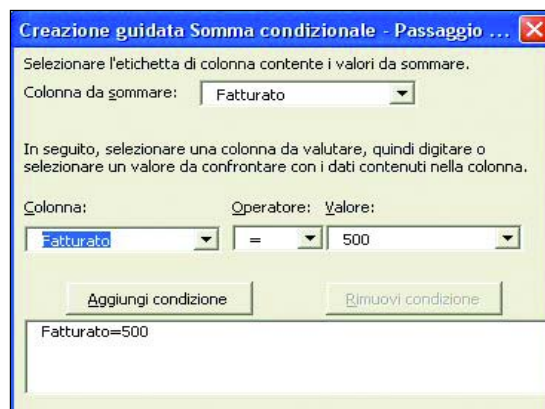 Creazione guidata Somma condizionale - Passaggio ...
Selezionare l'etichetta di colonna contente i valori da sommare.
Colonna da sommare: Fatturato
In seguito, selezionare una colonna da valutare, quindi digitare o
selezionare un valore da confrontare con i dati contenuti nella colonna.
Colonna: Operatore: Valore:
Fatturato = 500
Aggiungi condizione Rimuovi condizione
Fatturato=500